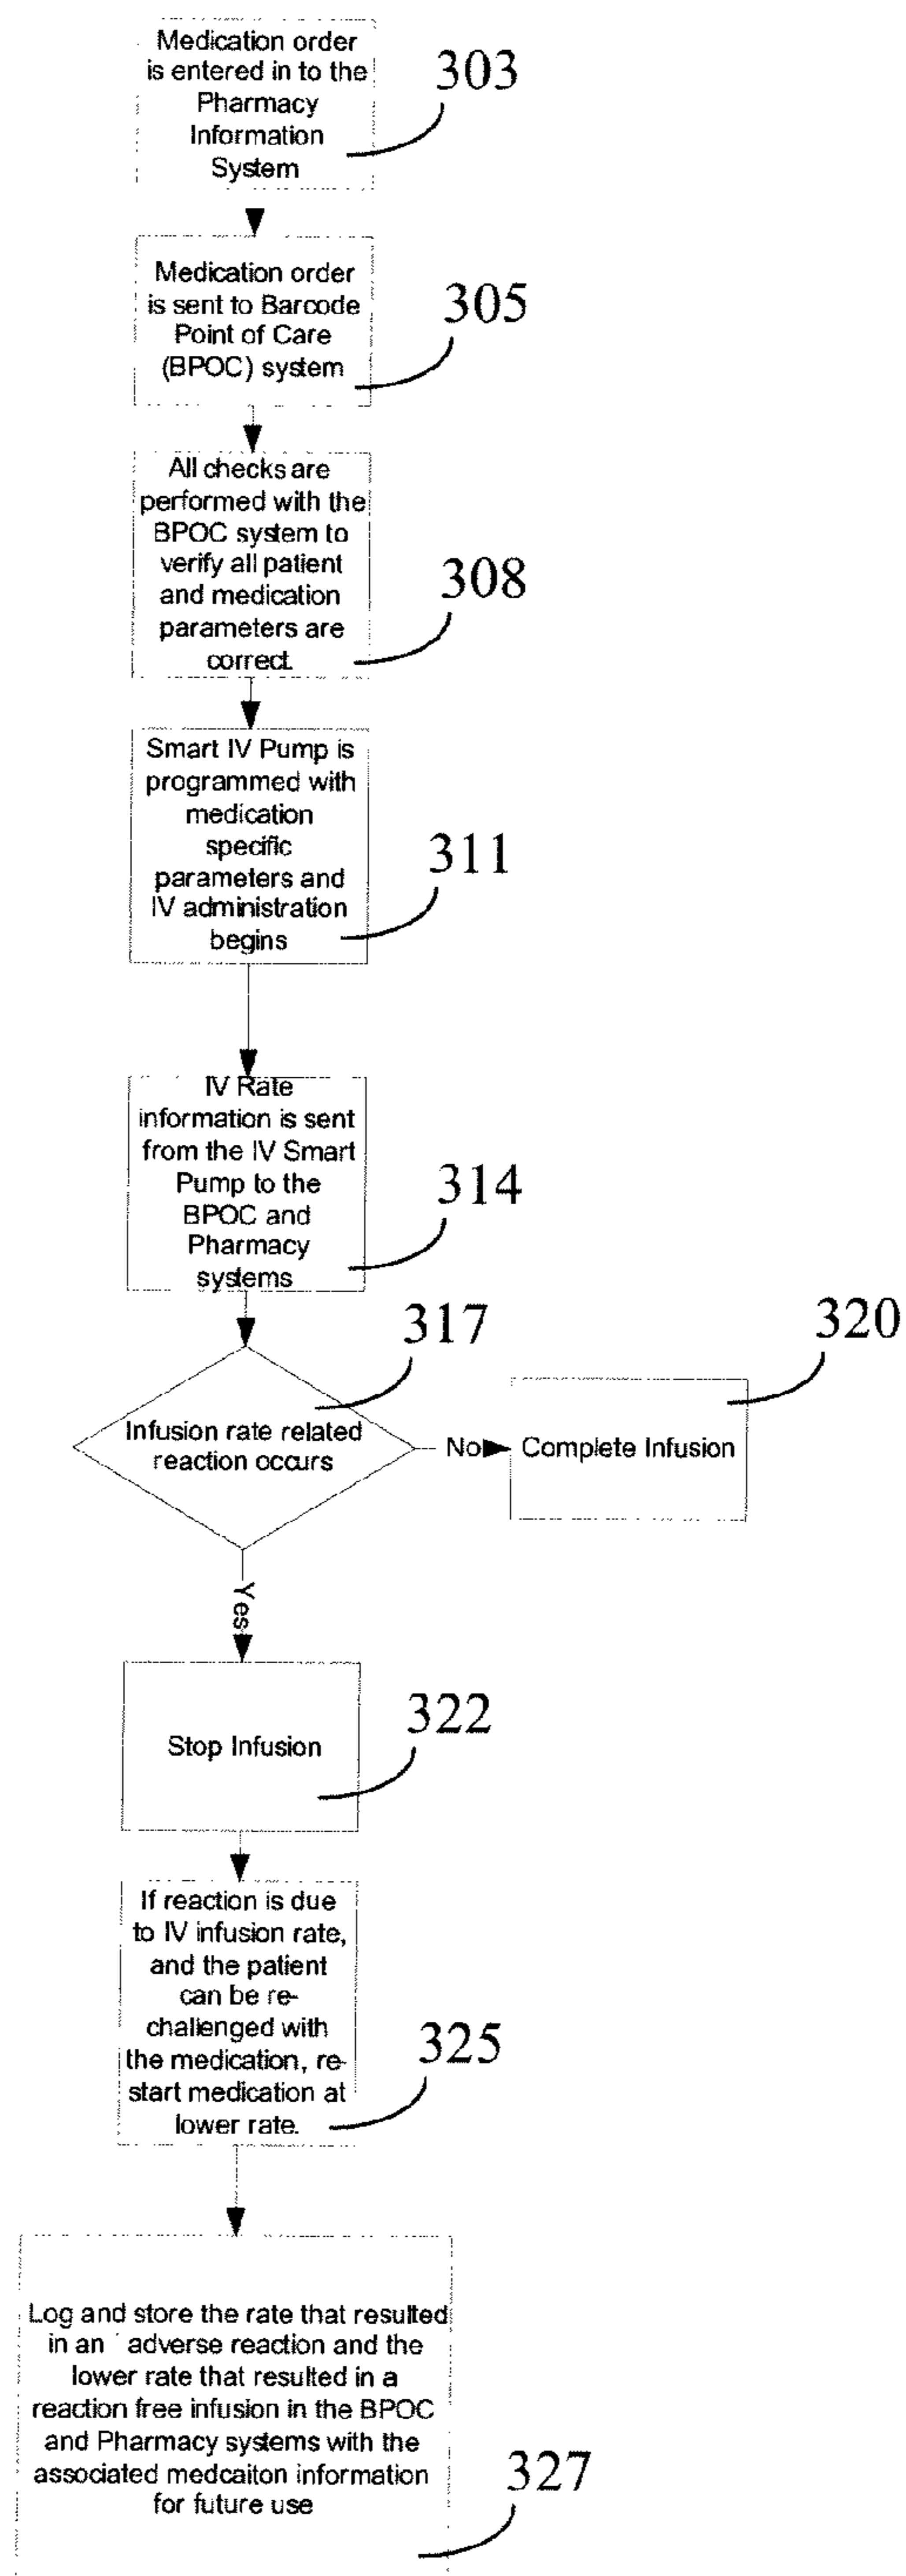 Medication order
is entered in to the
Pharmacy
Information
System
303
Medication order
is sent to Barcode
Point of Care
(BPOC) system
305
All checks are
performed with the
BPOC system to
verify all patient
and medication
parameters are
correct.
308
Smart IV Pump is
programmed with
medication
specific
parameters and
IV administration
begins
311
IV Rate
information is sent
from the IV Smart
Pump to the
BPOC and
Pharmacy
systems
314
317
Infusion rate related
reaction occurs
No
320
Complete Infusion
Yes
Stop Infusion
322
If reaction is due
to IV infusion rate,
and the patient
can be re-
challenged with
the medication, re-
start medication at
lower rate.
325
Log and store the rate that resulted
in an ' adverse reaction and the
lower rate that resulted in a
reaction free infusion in the BPOC
and Pharmacy systems with the
associated medcaiton information
for future use
327